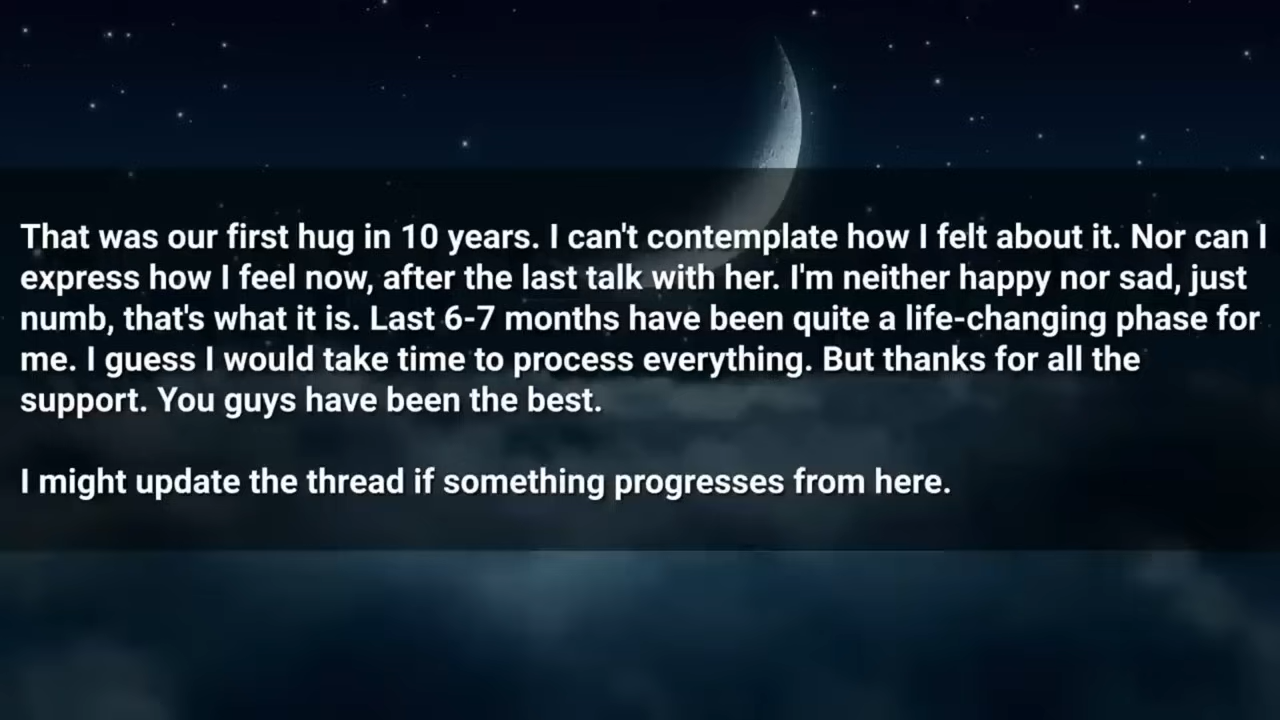 That was our first hug in 10 years. I can't contemplate how I felt about it. Nor can I
express how I feel now, after the last talk with her. I'm neither happy nor sad, just
numb, that's what it is. Last 6-7 months have been quite a life-changing phase for
me. I guess I would take time to process everything. But thanks for all the
support. You guys have been the best.
I might update the thread if something progresses from here.